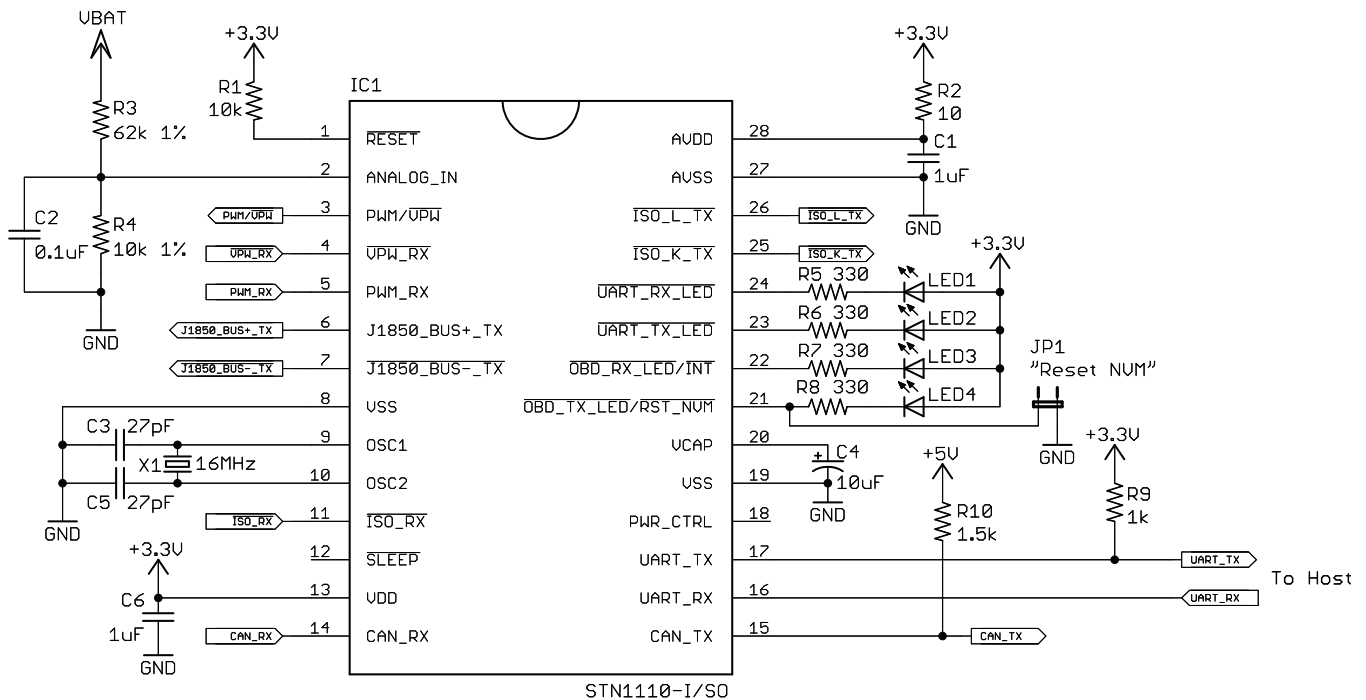 VBAT
+3.3V
+3.3V
IC1
R1
10k
R2
10
R3
62k 1%
1
RESET
AVDD
28
C1
1uF
2
ANALOG_IN
AVSS
27
C2
0.1uF
R4
10k 1%
PWM/VPW
3
PWM/VPW
ISO_L_TX
26
ISO_L_TX
GND
VPW_RX
4
VPW_RX
ISO_K_TX
25
ISO_K_TX
+3.3V
PWM_RX
5
PWM_RX
UART_RX_LED
24
R5 330
LED1
GND
J1850_BUS+_TX
6
J1850_BUS+_TX
UART_TX_LED
23
R6 330
LED2
J1850_BUS-_TX
7
J1850_BUS-_TX
OBD_RX_LED/INT
22
R7 330
LED3
JP1
"Reset NVM"
8
VSS
OBD_TX_LED/RST_NVM
21
R8 330
LED4
C3 27pF
9
OSC1
VCAP
20
+
C4
10uF
+5V
GND
+3.3V
X1
16MHz
C5 27pF
10
OSC2
VSS
19
GND
GND
R9
1k
ISO_RX
11
ISO_RX
PWR_CTRL
18
R10
1.5k
+3.3V
12
SLEEP
UART_TX
17
UART_TX
To Host
C6
1uF
13
VDD
UART_RX
16
UART_RX
GND
CAN_RX
14
CAN_RX
CAN_TX
15
CAN_TX
STN1110-I/SO